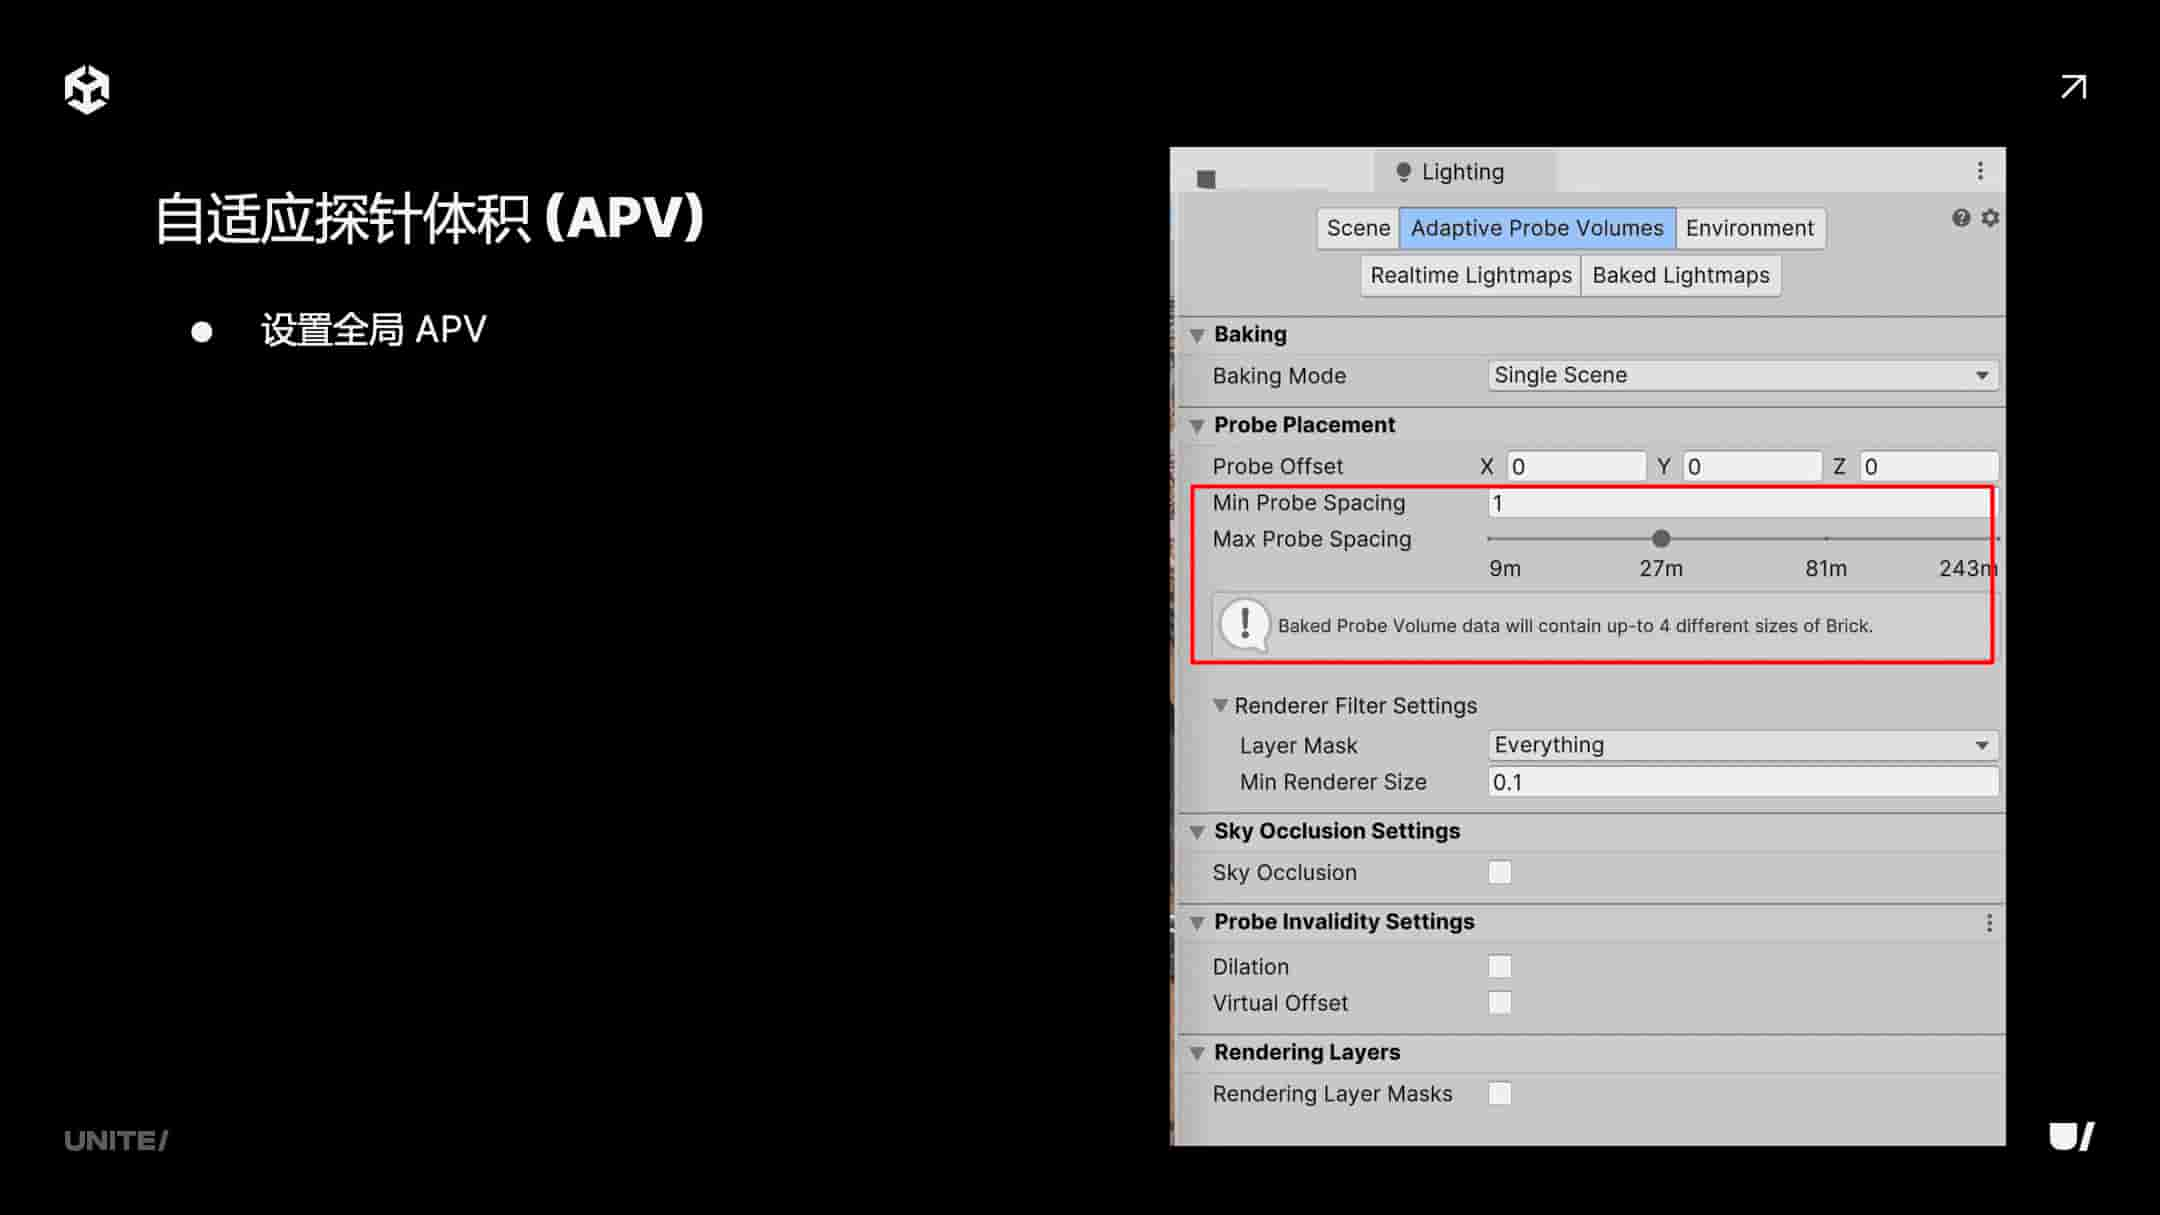 自适应探针体积 (APV)
● 设置全局 APV
Lighting
Scene Adaptive Probe Volumes Environment
Realtime Lightmaps Baked Lightmaps
Baking
Baking Mode Single Scene
Probe Placement
Probe Offset X 0 Y 0 Z 0
Min Probe Spacing 1
Max Probe Spacing
9m 27m 81m 243m
Baked Probe Volume data will contain up-to 4 different sizes of Brick.
Renderer Filter Settings
Layer Mask Everything
Min Renderer Size 0.1
Sky Occlusion Settings
Sky Occlusion
Probe Invalidity Settings
Dilation
Virtual Offset
Rendering Layers
Rendering Layer Masks
UNITE/
U/